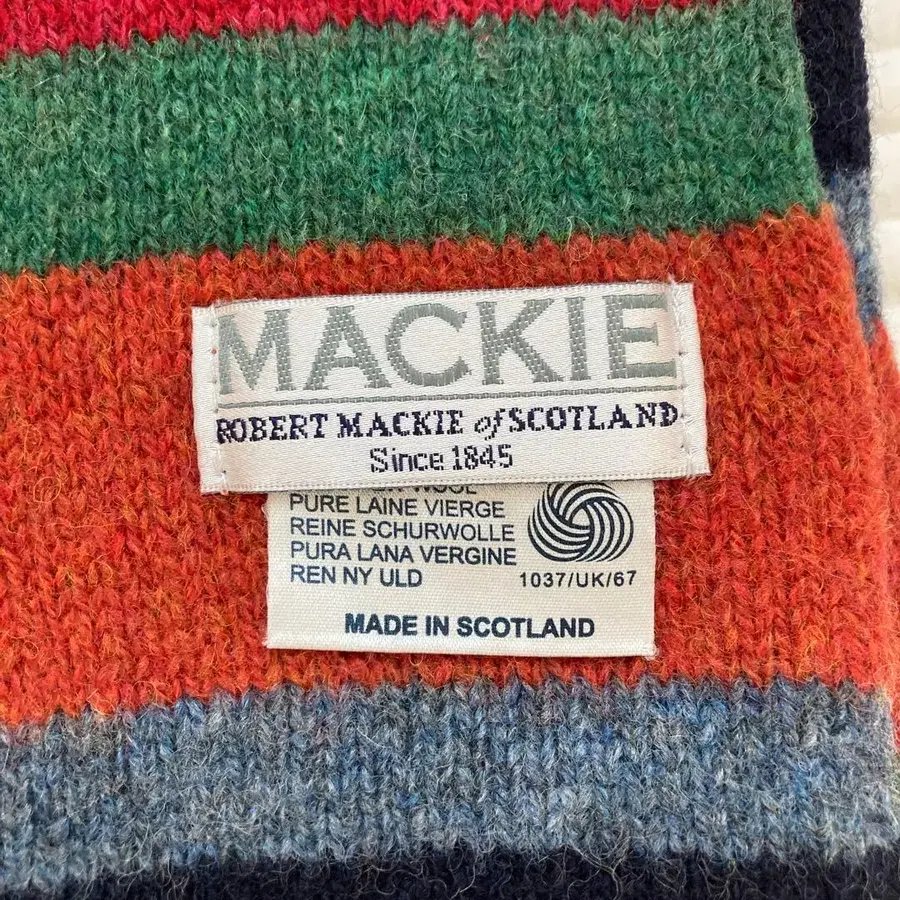 MACKIE
ROBERT MACKIE of SCOTLAND
Since 1845
WOOL
PURE LAINE VIERGE
REINE SCHURWOLLE
PURA LANA VERGINE
REN NY ULD
1037/UK/67
MADE IN SCOTLAND